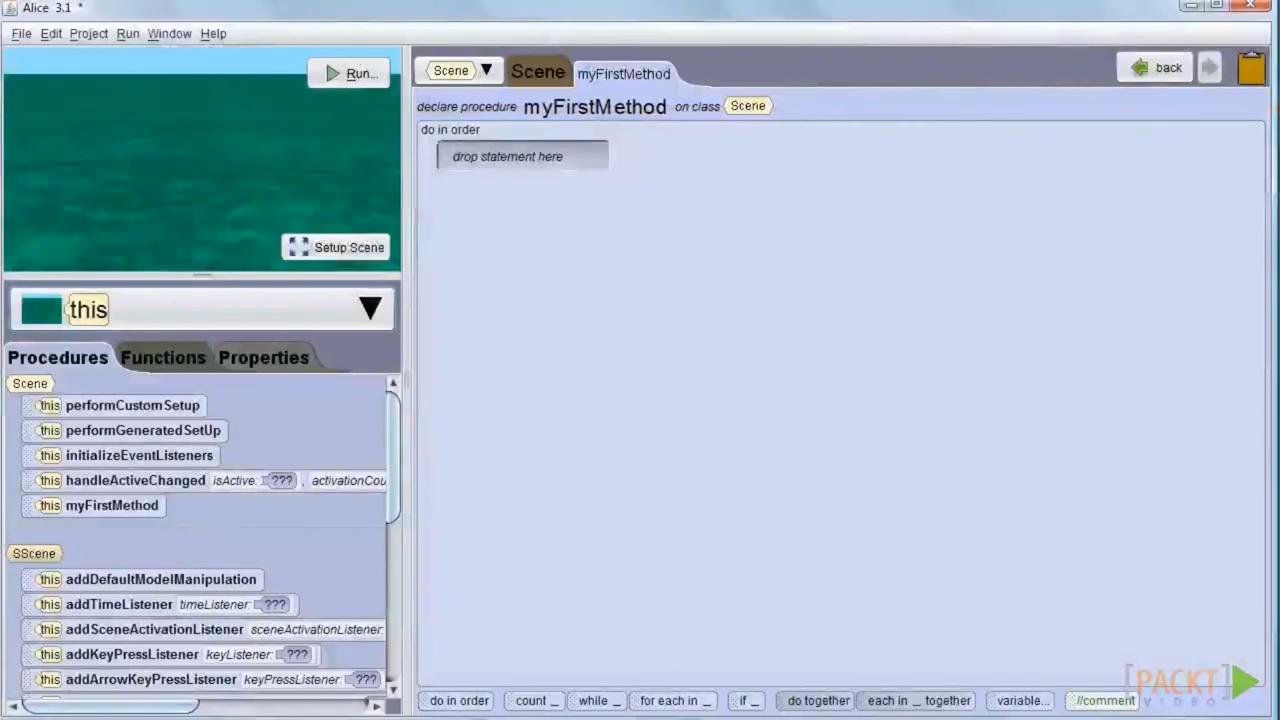 Alice 3.1 *
File Edit Project Run Window Help
Run...
Setup Scene
this
Procedures Functions Properties
Scene
this performCustomSetup
this performGeneratedSetUp
this initializeEventListeners
this handleActiveChanged isActive: ??? , activationCou
this myFirstMethod
SScene
this addDefaultModelManipulation
this addTimeListener timeListener: ???
this addSceneActivationListener sceneActivationListener:
this addKeyPressListener keyListener: ???
this addArrowKeyPressListener keyPressListener: ???
Scene Scene myFirstMethod back
declare procedure myFirstMethod on class Scene
do in order
drop statement here
do in order count _ while _ for each in _ if _ do together each in _ together variable... //comment
[PACKT]
VIDEO